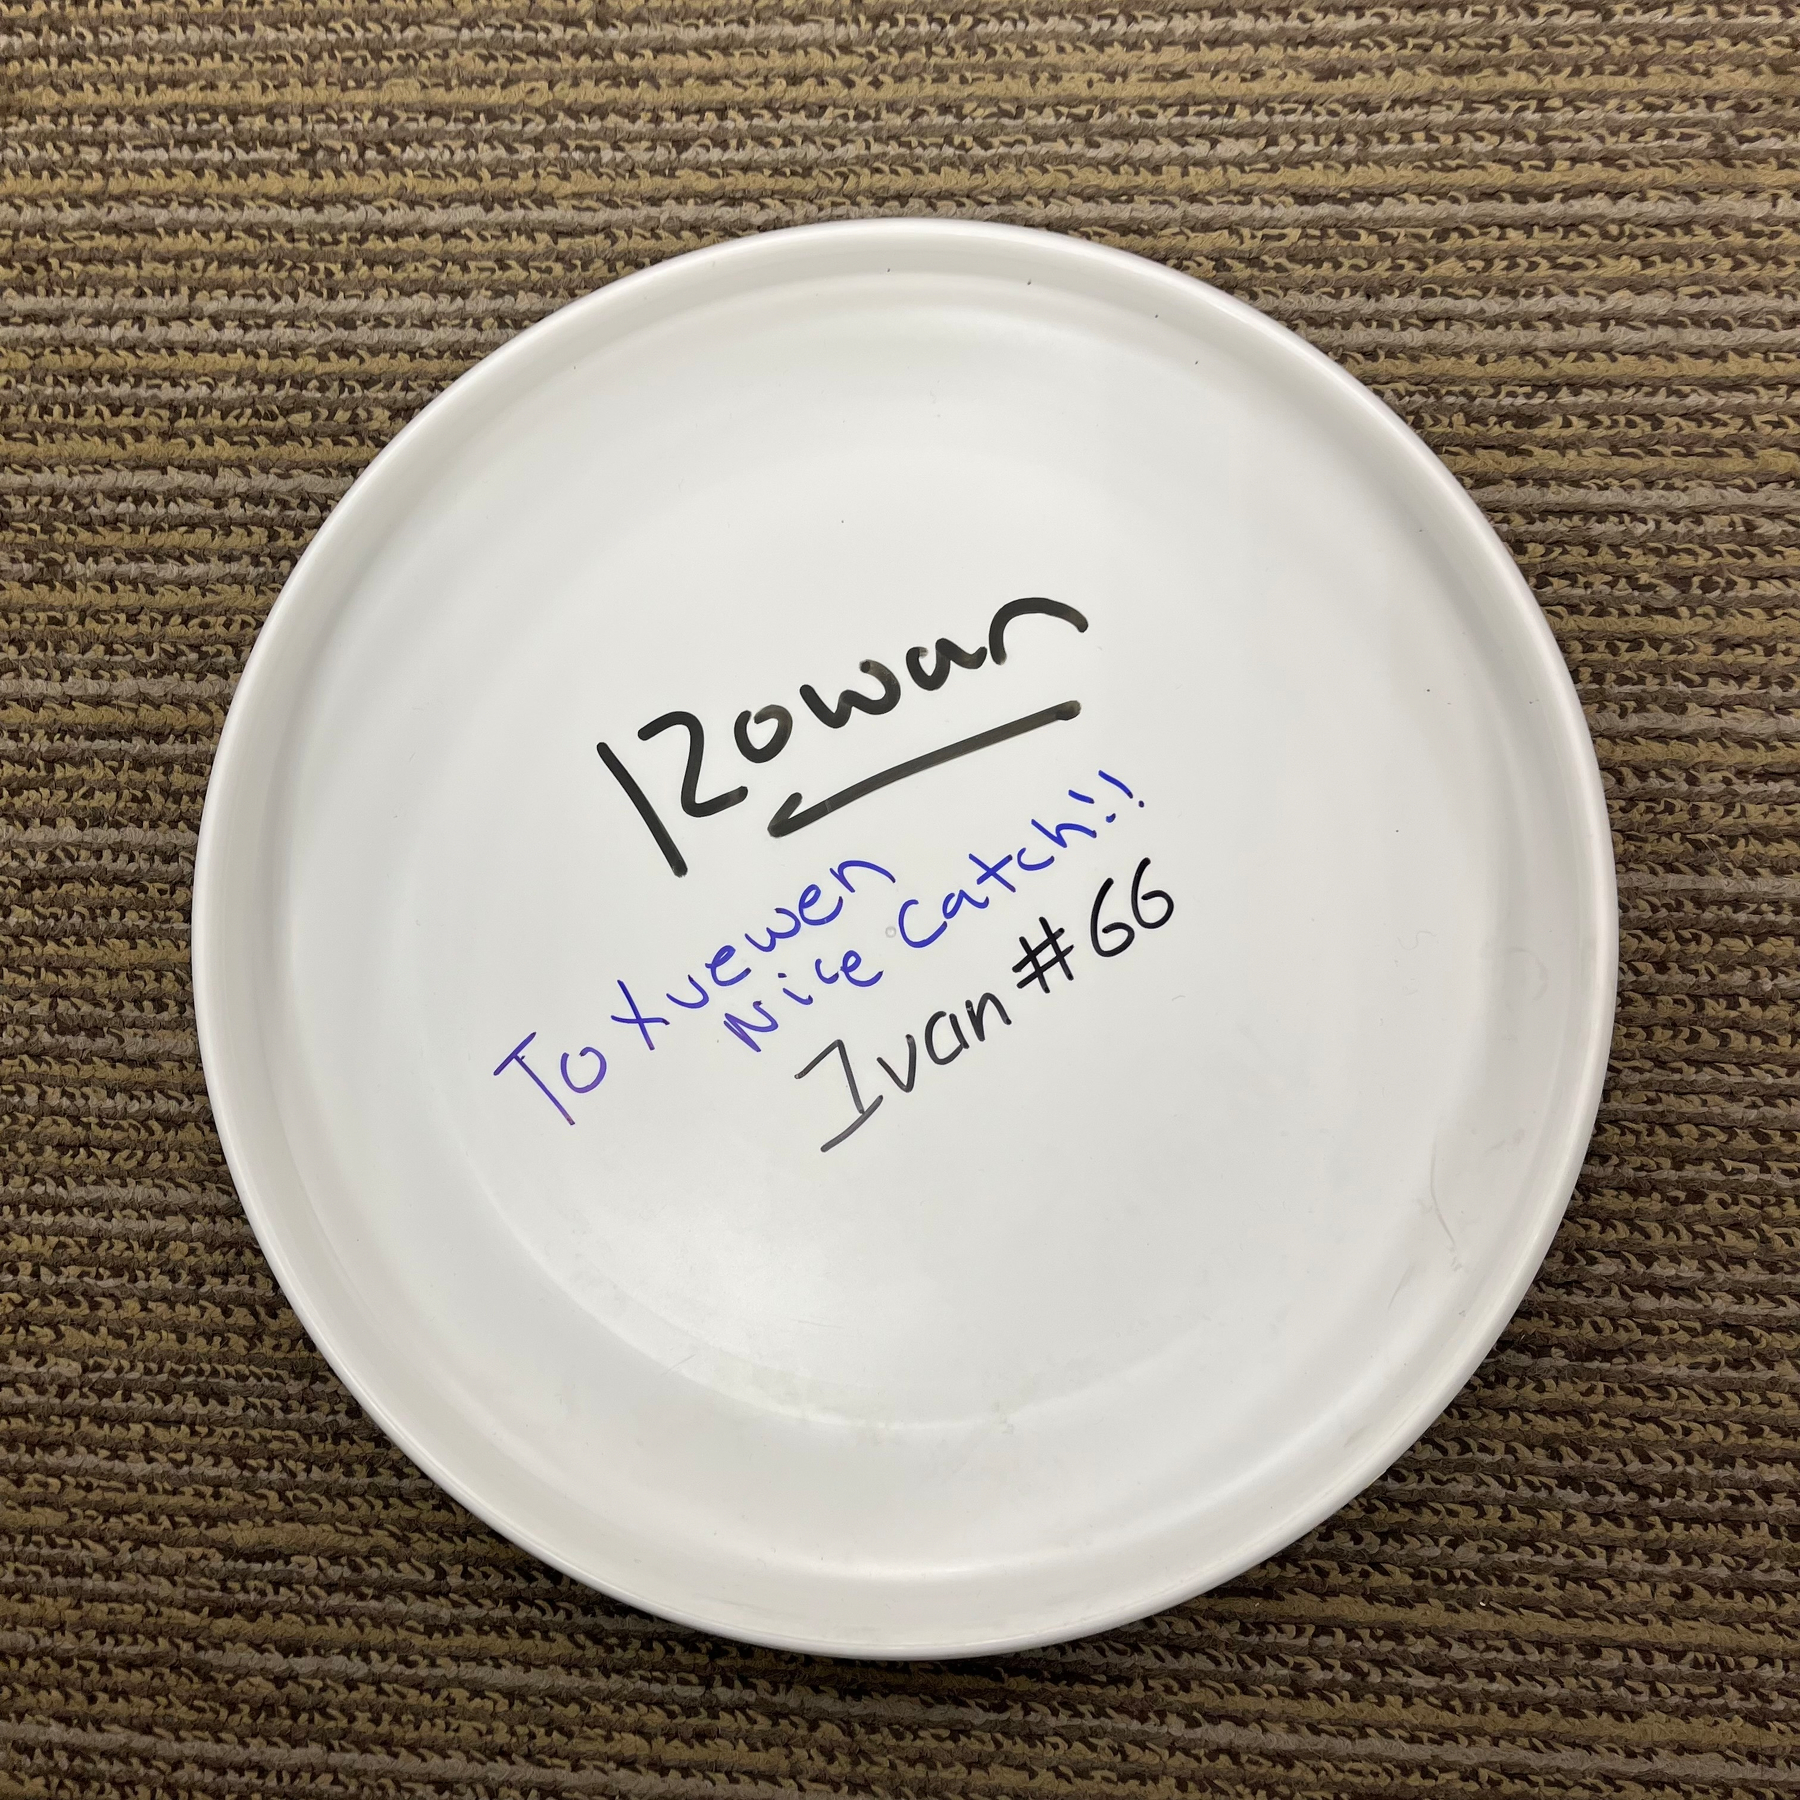 Rowan
To Xuewen
Nice Catch!!
Ivan #66